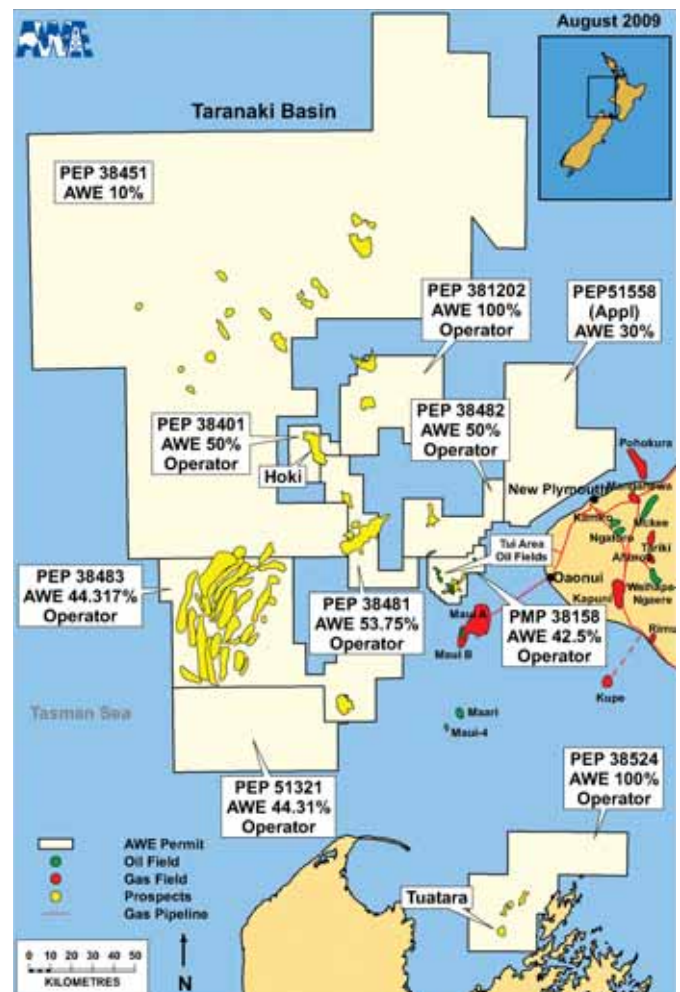 August 2009
AWE
Taranaki Basin
PEP 38451
AWE 10%
PEP 381202
AWE 100%
Operator
PEP51558
(Appl)
AWE 30%
PEP 38401
AWE 50%
Operator
PEP 38482
AWE 50%
Operator
Hoki
Pohokura
New Plymouth
Mangahewa
Kaimiro
Mckee
Ngatoro
Tui Area
Oil Fields
Tariki
Ahuroa
PEP 38483
AWE 44.317%
Operator
Oaonui
Waihapa-
Ngaere
Kapuni
PEP 38481
AWE 53.75%
Operator
Maui A
PMP 38158
AWE 42.5%
Operator
Rimu
Maui B
Kupe
Tasman Sea
Maari
Maui-4
PEP 51321
AWE 44.31%
Operator
PEP 38524
AWE 100%
Operator
AWE Permit
Oil Field
Gas Field
Prospects
Gas Pipeline
Tuatara
0 10 20 30 40 50
KILOMETRES
N